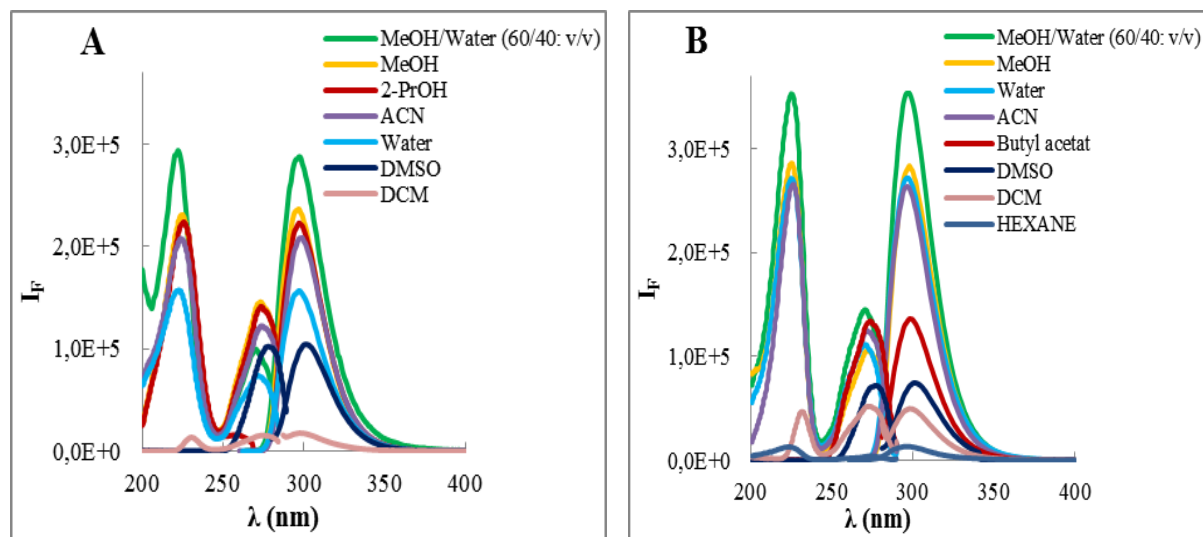 A
MeOH/Water (60/40: v/v)
MeOH
2-PrOH
ACN
Water
DMSO
DCM
3,0E+5
2,0E+5
1,0E+5
0,0E+0
I_F
200
250
300
350
400
λ (nm)
B
MeOH/Water (60/40: v/v)
MeOH
Water
ACN
Butyl acetat
DMSO
DCM
HEXANE
3,0E+5
2,0E+5
1,0E+5
0,0E+0
I_F
200
250
300
350
400
λ (nm)